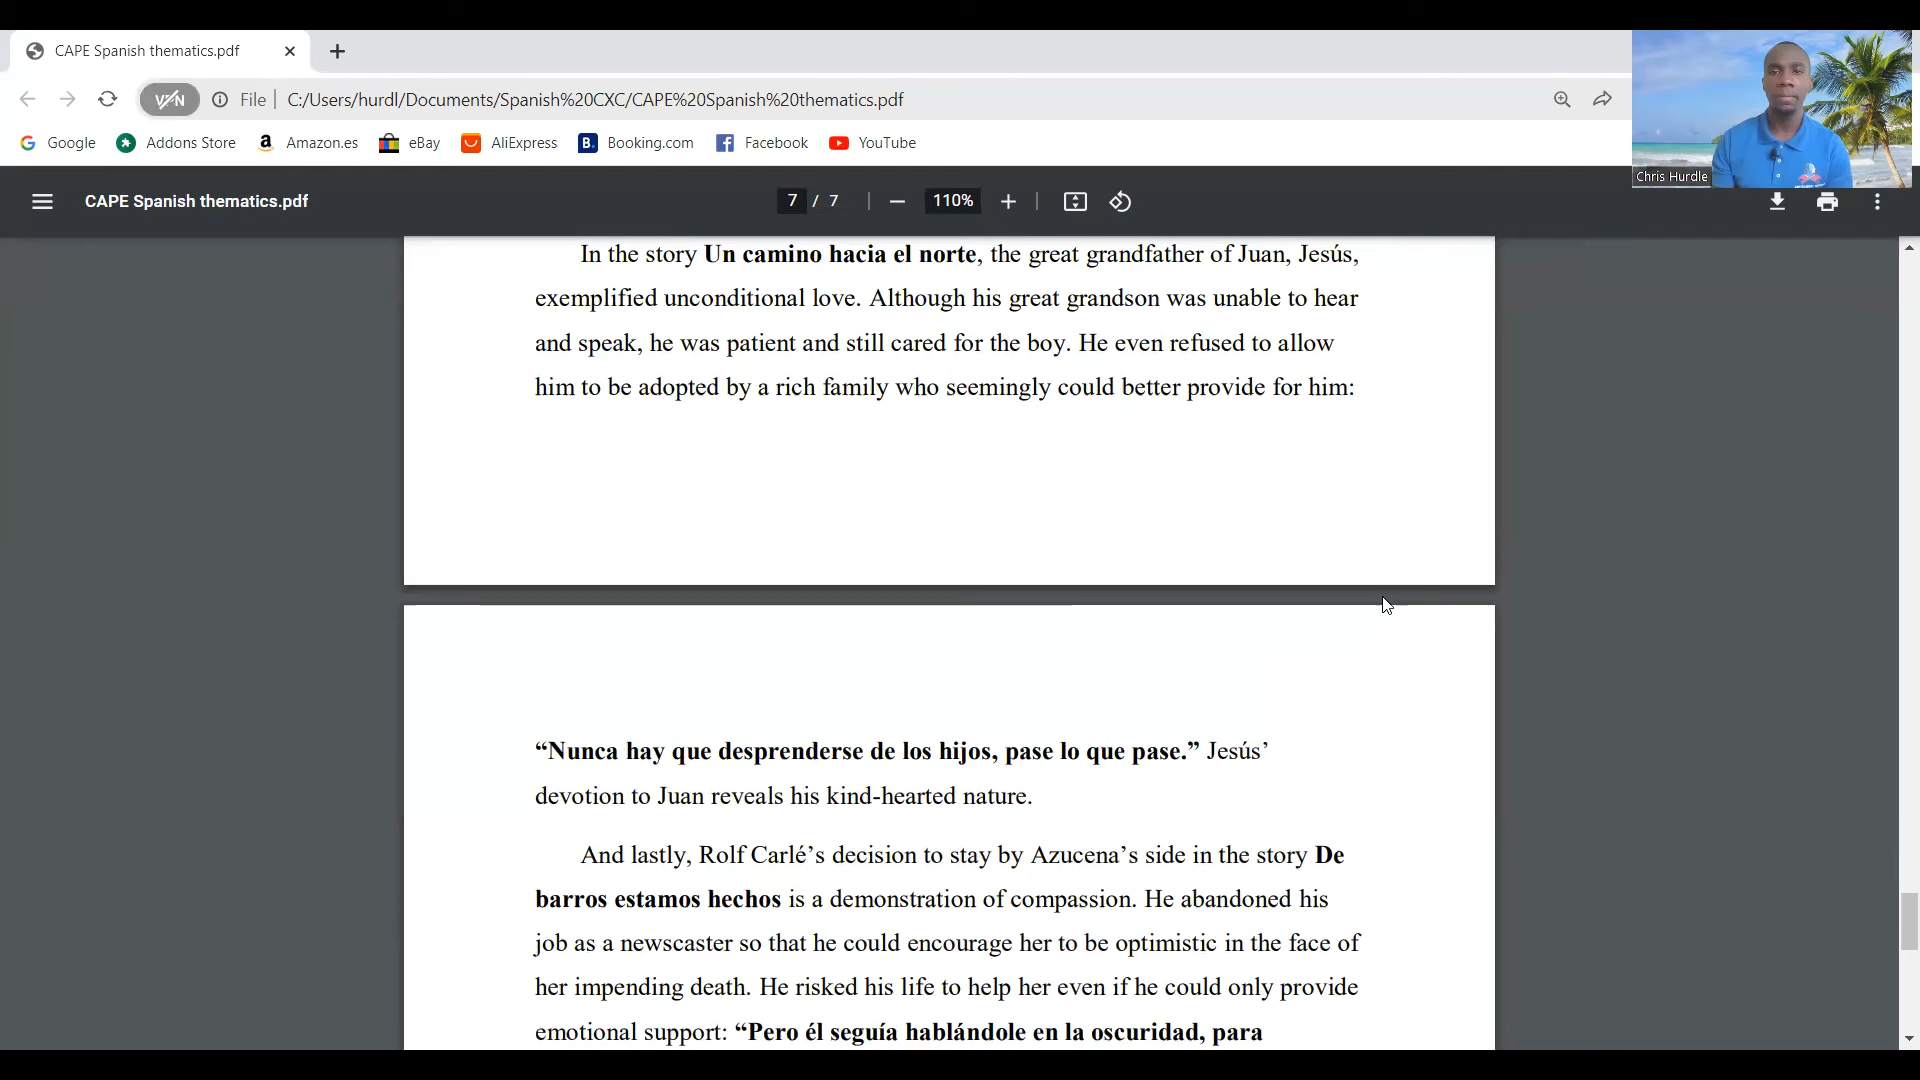 CAPE Spanish thematics.pdf
VPN
File
C:/Users/hurdl/Documents/Spanish%20CXC/CAPE%20Spanish%20thematics.pdf
Google
Addons Store
Amazon.es
eBay
AliExpress
Booking.com
Facebook
YouTube
Chris Hurdle
CAPE Spanish thematics.pdf
7 / 7
110%
In the story Un camino hacia el norte, the great grandfather of Juan, Jesús,
exemplified unconditional love. Although his great grandson was unable to hear
and speak, he was patient and still cared for the boy. He even refused to allow
him to be adopted by a rich family who seemingly could better provide for him:
“Nunca hay que desprenderse de los hijos, pase lo que pase.” Jesús’
devotion to Juan reveals his kind-hearted nature.
And lastly, Rolf Carlé’s decision to stay by Azucena’s side in the story De
barros estamos hechos is a demonstration of compassion. He abandoned his
job as a newscaster so that he could encourage her to be optimistic in the face of
her impending death. He risked his life to help her even if he could only provide
emotional support: “Pero él seguía hablándole en la oscuridad, para